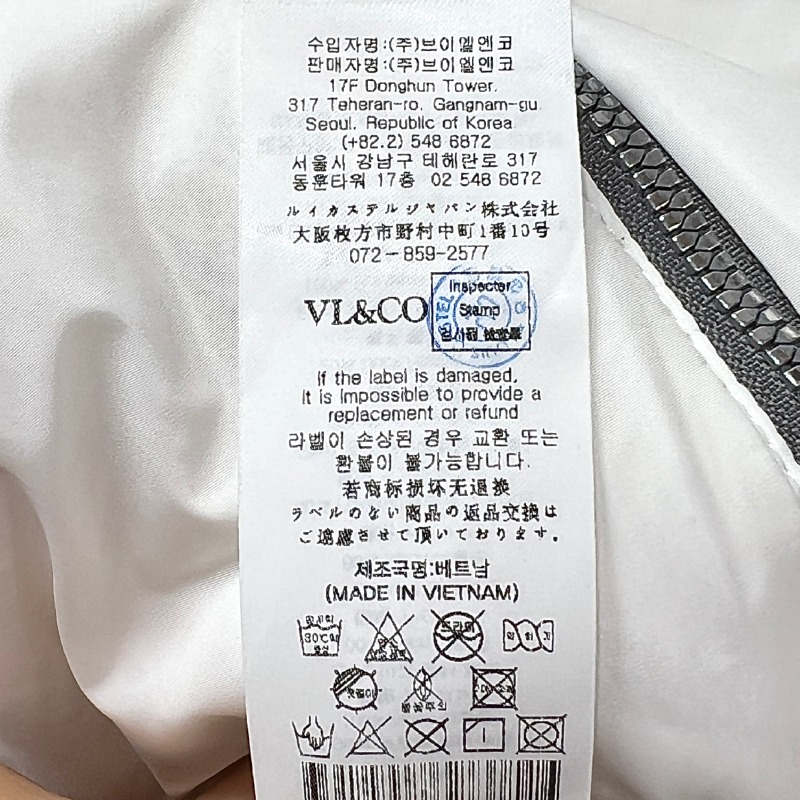 수입자명:(주)브이엘엔코
판매자명:(주)브이엘엔코
17F Donghun Tower.
317 Teheran-ro. Gangnam-gu
Seoul. Republic of Korea
(+82.2) 548 6872
서울시 강남구 테헤란로 317
동훈타워 17층 02 548 6872
ルイカステルジャパン株式会社
大阪枚方市野村中町1番10号
072-859-2577
VL&CO
Inspecter
Stamp
If the label is damaged,
It is Impossible to provide a
replacement or refund
라벨이 손상된 경우 교환 또는
환불이 불가능합니다.
若商标损坏无退换
ラベルのない商品の返品交換は
ご遠慮させて頂いております。
제조국명:베트남
(MADE IN VIETNAM)
30℃
드라이